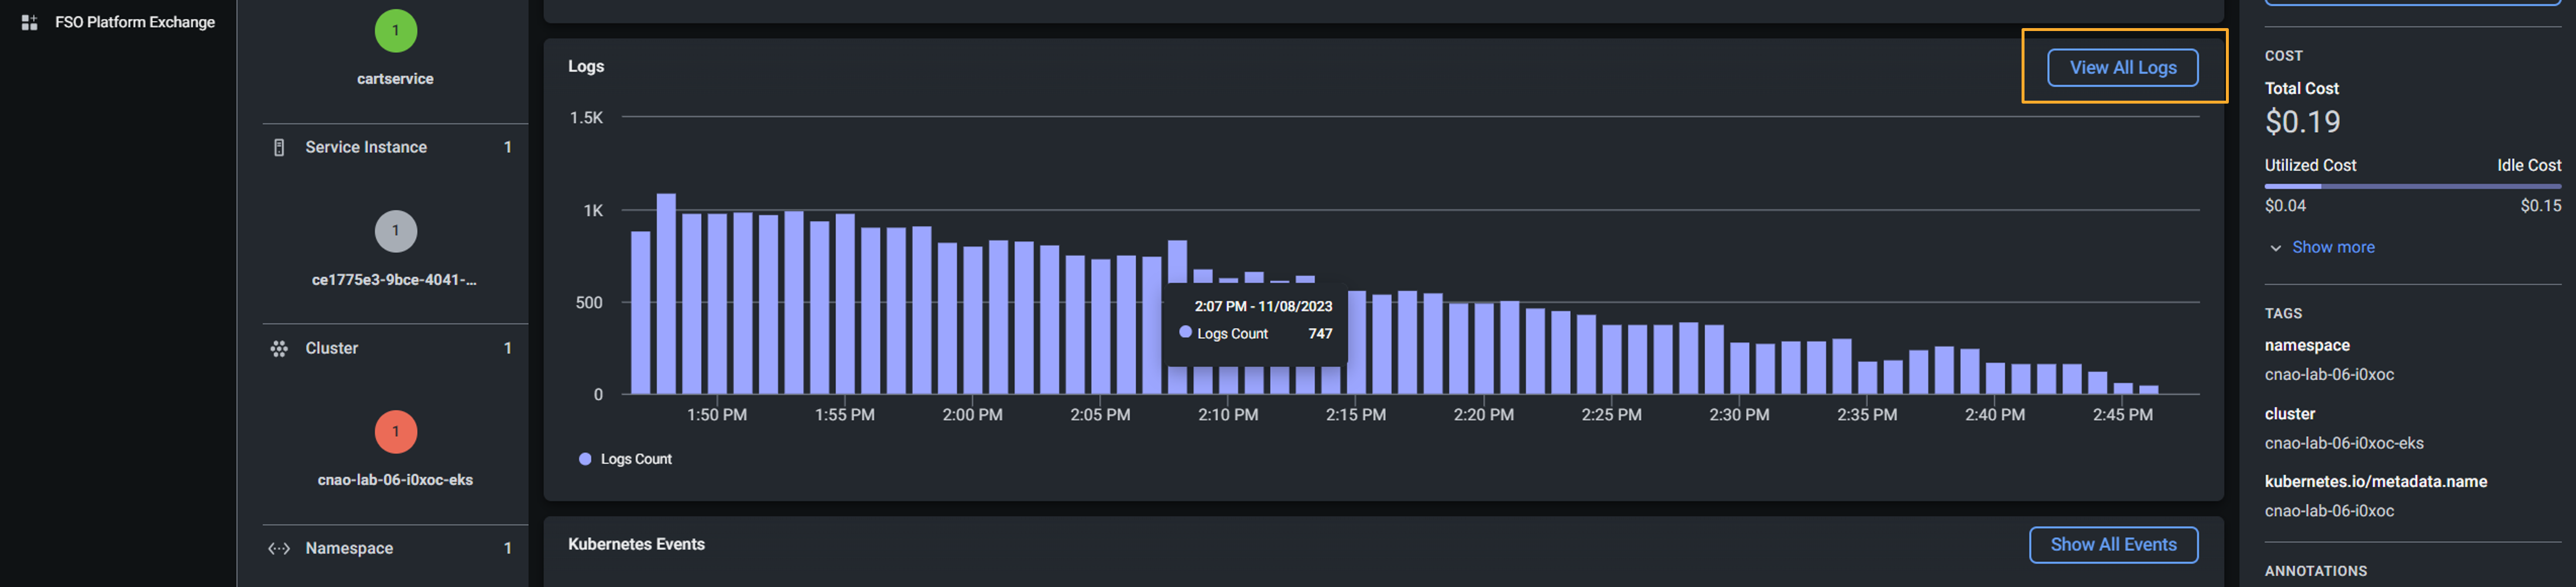 FSO Platform Exchange
1
cartservice
Service Instance 1
1
ce1775e3-9bce-4041-...
Cluster 1
1
cnao-lab-06-i0xoc-eks
Namespace 1
Logs
View All Logs
1.5K
1K
500
0
2:07 PM - 11/08/2023
Logs Count 747
1:50 PM 1:55 PM 2:00 PM 2:05 PM 2:10 PM 2:15 PM 2:20 PM 2:25 PM 2:30 PM 2:35 PM 2:40 PM 2:45 PM
Logs Count
Kubernetes Events
Show All Events
COST
Total Cost
$0.19
Utilized Cost Idle Cost
$0.04 $0.15
Show more
TAGS
namespace
cnao-lab-06-i0xoc
cluster
cnao-lab-06-i0xoc-eks
kubernetes.io/metadata.name
cnao-lab-06-i0xoc
ANNOTATIONS